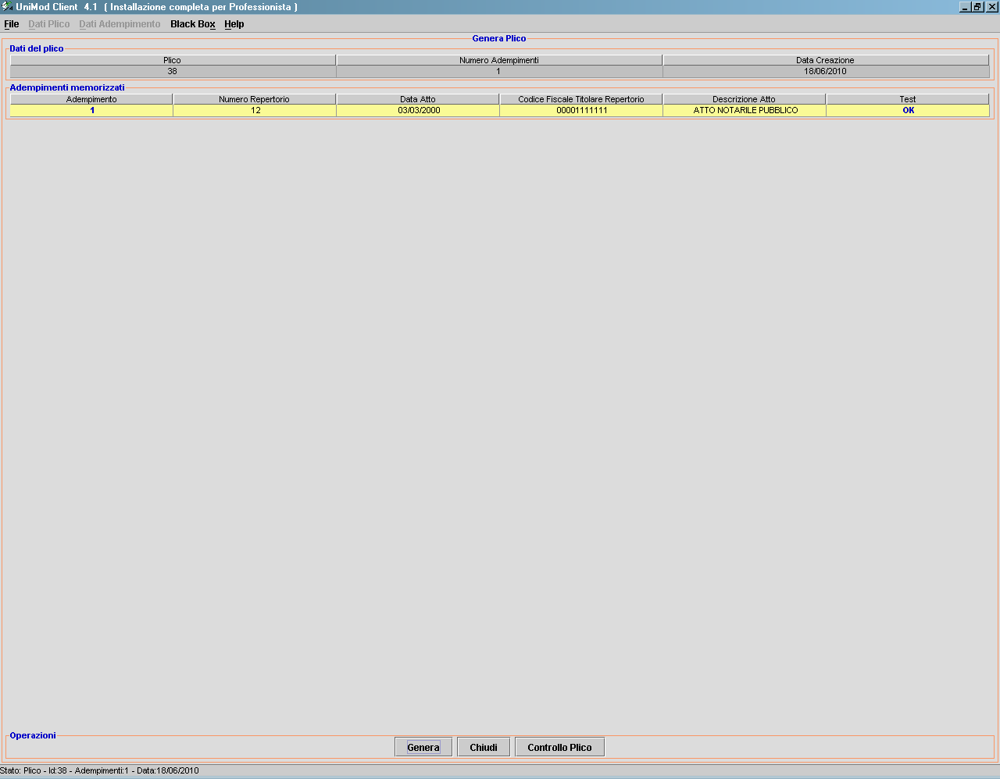 UniMod Client 4.1 ( Installazione completa per Professionista )
File Dati Plico Dati Adempimento Black Box Help
Genera Plico
Dati del plico
Plico Numero Adempimenti Data Creazione
38 1 18/06/2010
Adempimenti memorizzati
Adempimento Numero Repertorio Data Atto Codice Fiscale Titolare Repertorio Descrizione Atto Test
1 12 03/03/2000 00001111111 ATTO NOTARILE PUBBLICO OK
Operazioni
Genera Chiudi Controllo Plico
Stato: Plico - Id:38 - Adempimenti:1 - Data:18/06/2010